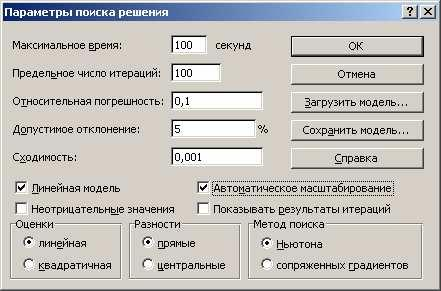 Параметры поиска решения
Максимальное время: 100 секунд OK
Предельное число итераций: 100 Отмена
Относительная погрешность: 0,1 Загрузить модель...
Допустимое отклонение: 5 % Сохранить модель...
Сходимость: 0,001 Справка
Линейная модель Автоматическое масштабирование
Неотрицательные значения Показывать результаты итераций
Оценки Разности Метод поиска
линейная прямые Ньютона
квадратичная центральные сопряженных градиентов